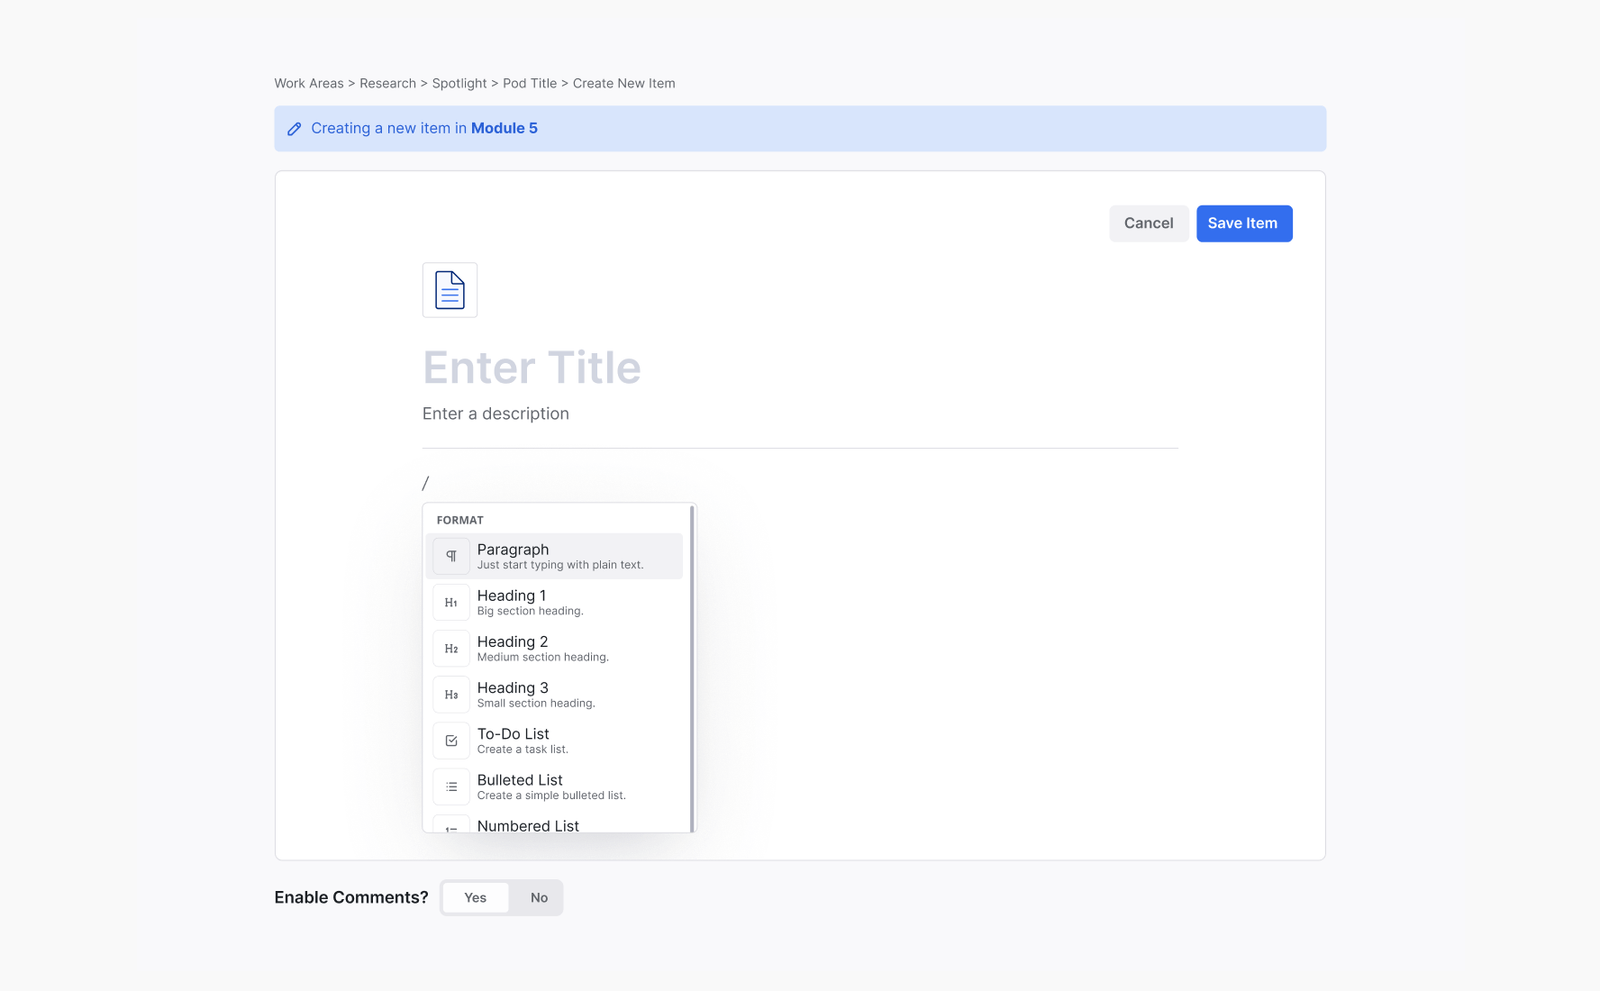 Work Areas > Research > Spotlight > Pod Title > Create New Item
Creating a new item in Module 5
Cancel
Save Item
Enter Title
Enter a description
/
FORMAT
Paragraph
Just start typing with plain text.
H1
Heading 1
Big section heading.
H2
Heading 2
Medium section heading.
H3
Heading 3
Small section heading.
To-Do List
Create a task list.
Bulleted List
Create a simple bulleted list.
Numbered List
Enable Comments?
Yes
No